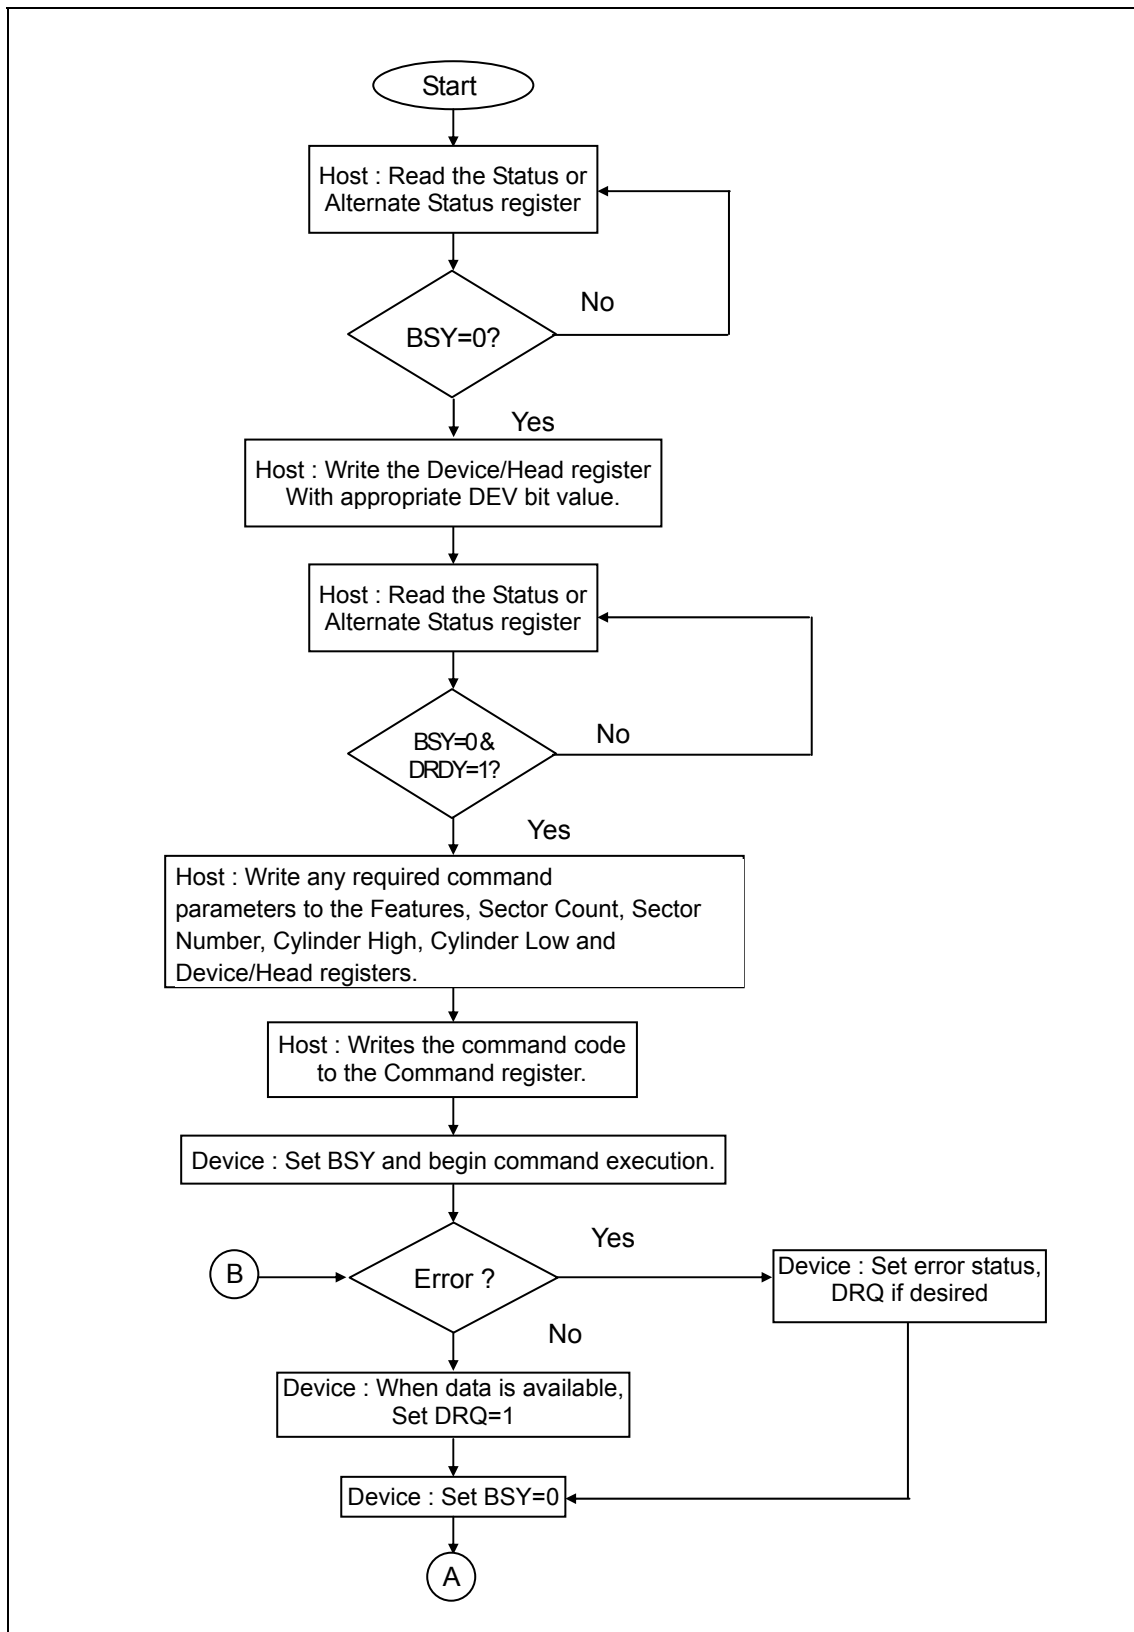 Start
Host : Read the Status or
Alternate Status register
No
BSY=0?
Yes
Host : Write the Device/Head register
With appropriate DEV bit value.
Host : Read the Status or
Alternate Status register
No
BSY=0 &
DRDY=1?
Yes
Host : Write any required command
parameters to the Features, Sector Count, Sector
Number, Cylinder High, Cylinder Low and
Device/Head registers.
Host : Writes the command code
to the Command register.
Device : Set BSY and begin command execution.
Yes
B
Error ?
Device : Set error status,
DRQ if desired
No
Device : When data is available,
Set DRQ=1
Device : Set BSY=0
A